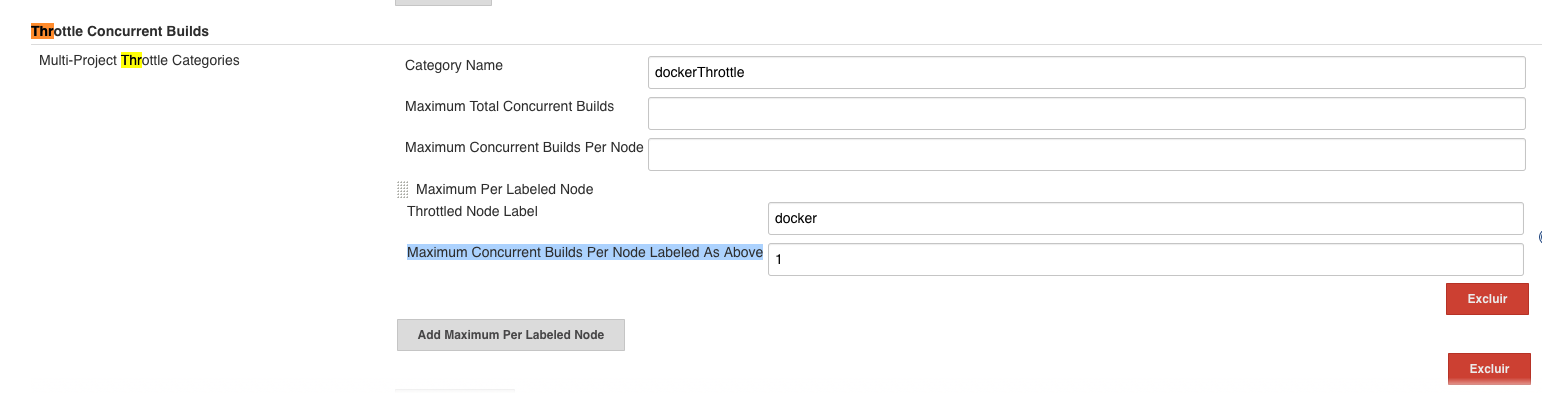 Throttle Concurrent Builds
Multi-Project Throttle Categories
Category Name
dockerThrottle
Maximum Total Concurrent Builds
Maximum Concurrent Builds Per Node
Maximum Per Labeled Node
Throttled Node Label
docker
Maximum Concurrent Builds Per Node Labeled As Above
1
Excluir
Add Maximum Per Labeled Node
Excluir